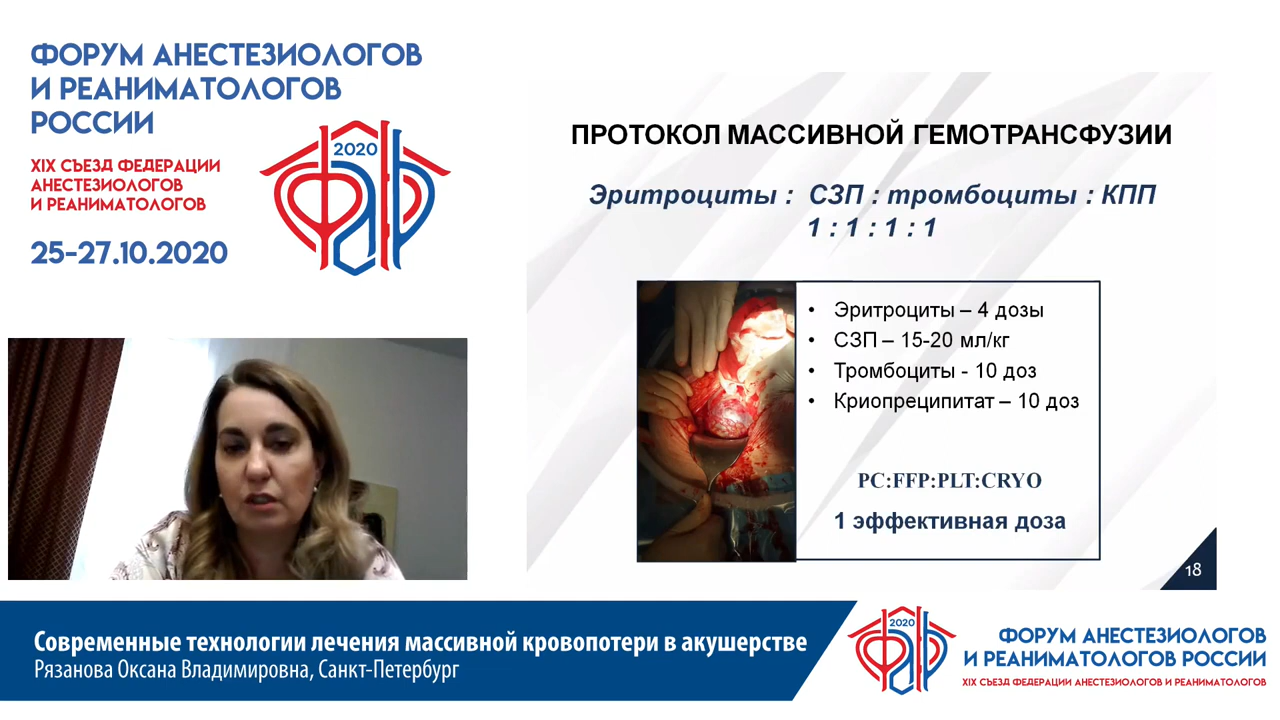 ФОРУМ АНЕСТЕЗИОЛОГОВ
И РЕАНИМАТОЛОГОВ
РОССИИ
XIX СЪЕЗД ФЕДЕРАЦИИ
АНЕСТЕЗИОЛОГОВ
И РЕАНИМАТОЛОГОВ
25-27.10.2020
2020
ФАР
ПРОТОКОЛ МАССИВНОЙ ГЕМОТРАНСФУЗИИ
Эритроциты : СЗП : тромбоциты : КПП
1 : 1 : 1 : 1
• Эритроциты – 4 дозы
• СЗП – 15-20 мл/кг
• Тромбоциты - 10 доз
• Криопреципитат – 10 доз
PC:FFP:PLT:CRYO
1 эффективная доза
18
Современные технологии лечения массивной кровопотери в акушерстве
Рязанова Оксана Владимировна, Санкт-Петербург
2020
ФАР
ФОРУМ АНЕСТЕЗИОЛОГОВ
И РЕАНИМАТОЛОГОВ РОССИИ
XIX СЪЕЗД ФЕДЕРАЦИИ АНЕСТЕЗИОЛОГОВ И РЕАНИМАТОЛОГОВ